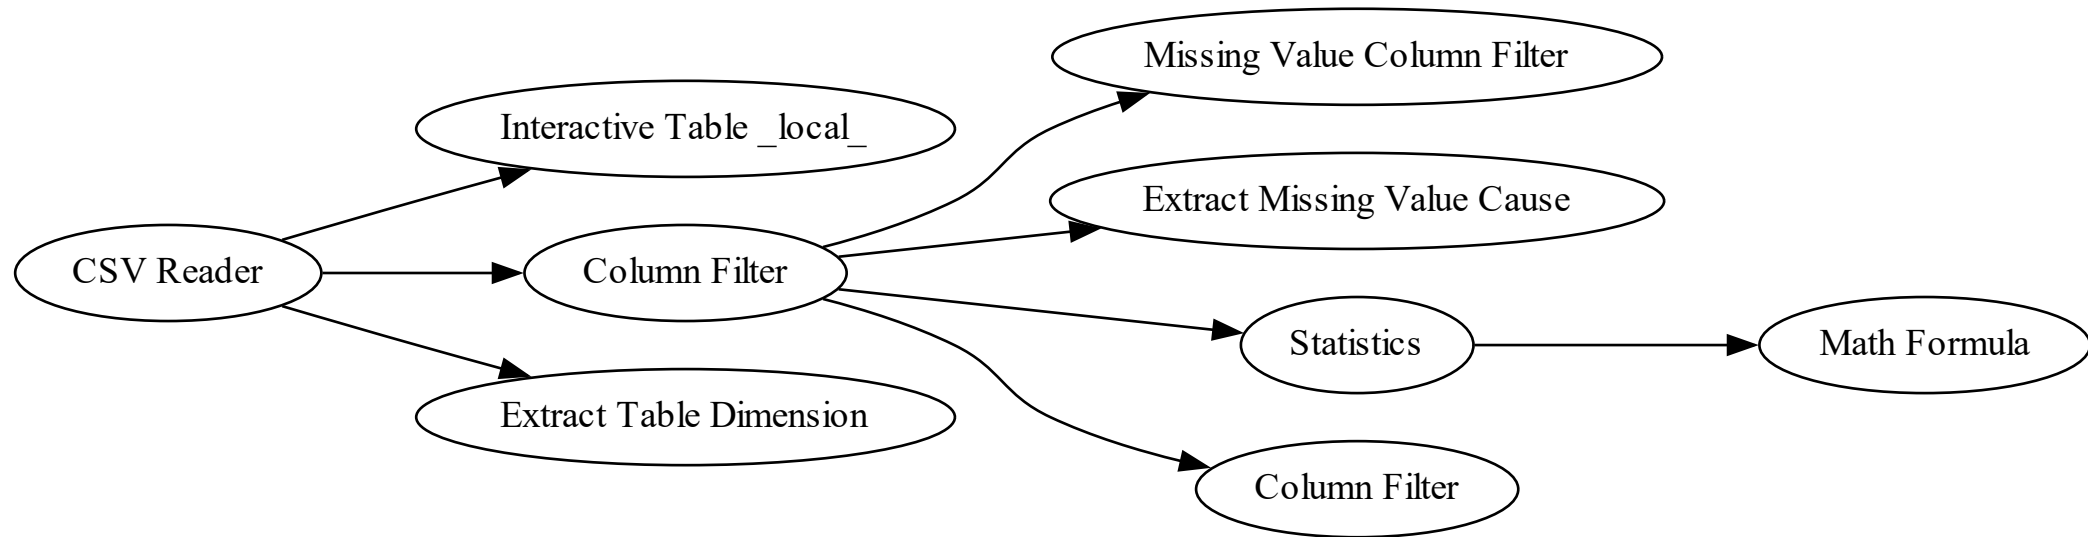 Missing Value Column Filter
Interactive Table _local_
Extract Missing Value Cause
CSV Reader
Column Filter
Statistics
Math Formula
Extract Table Dimension
Column Filter